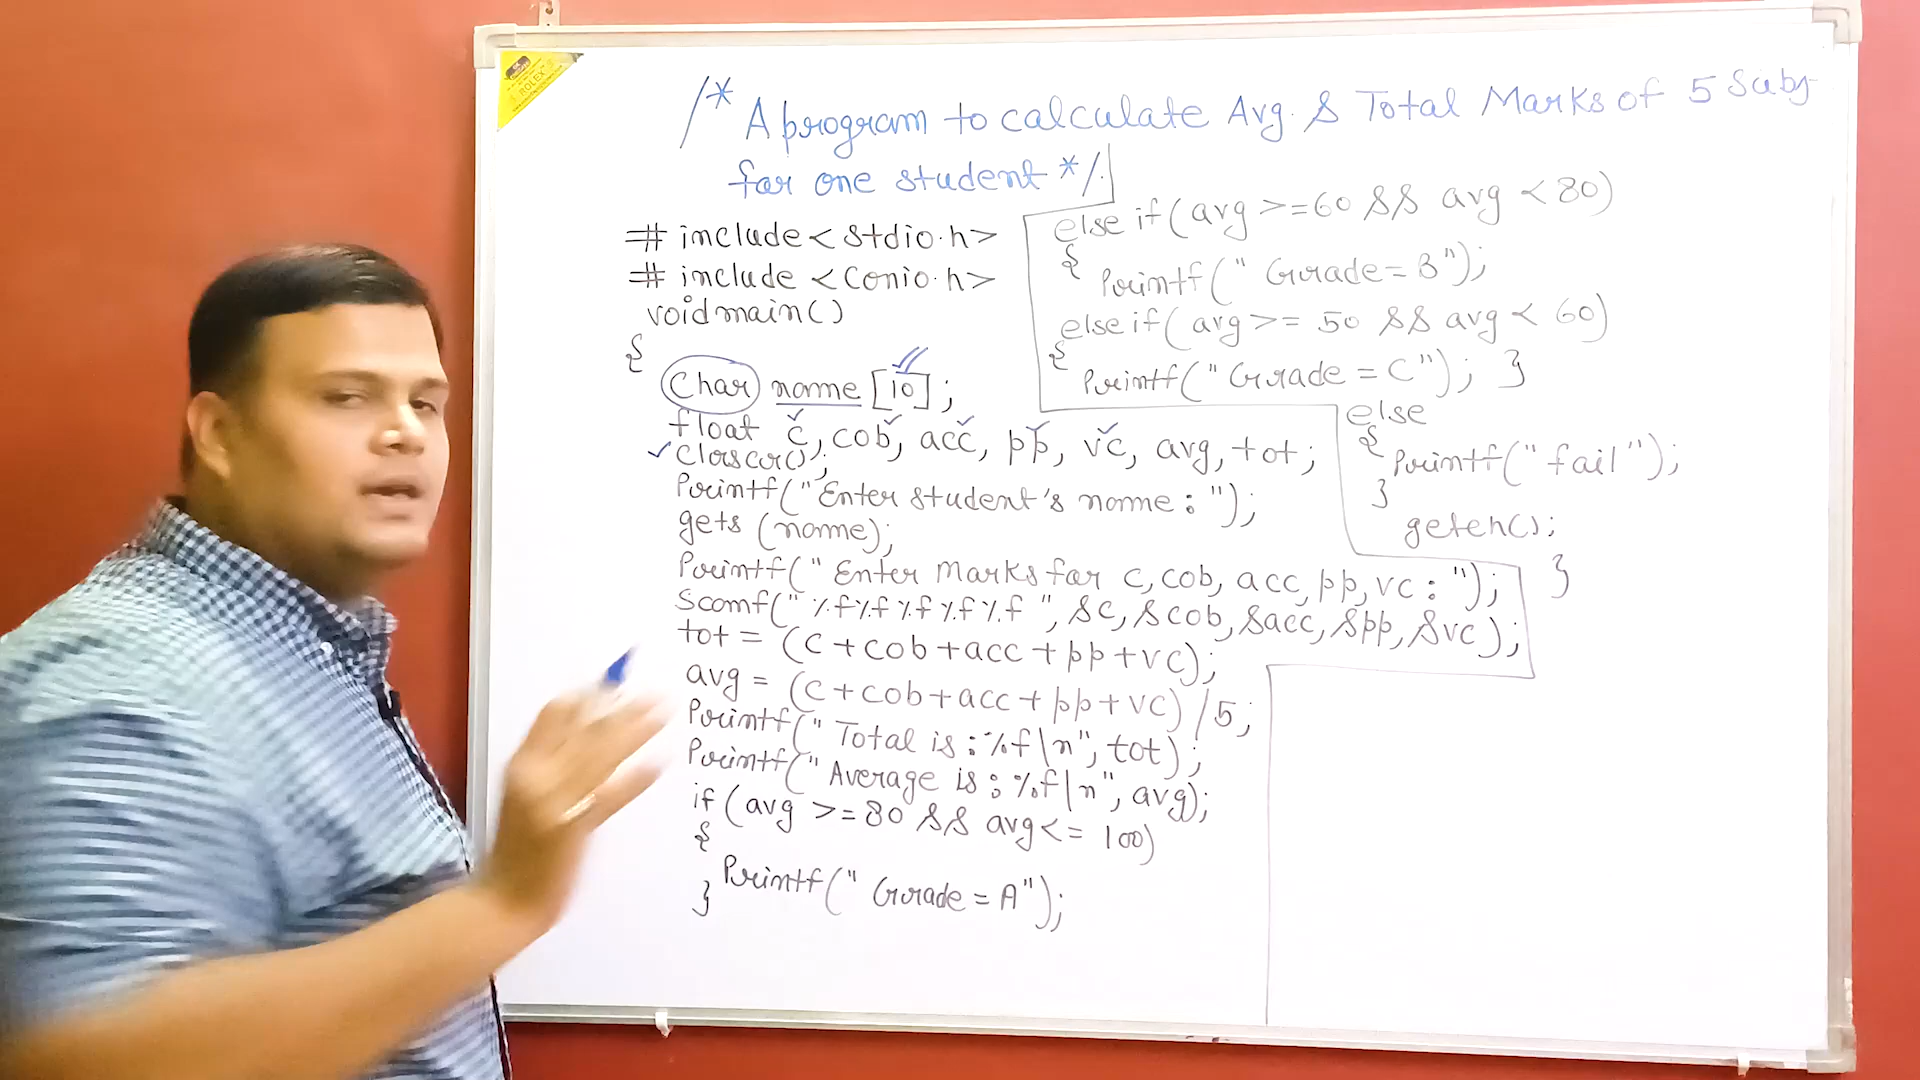 /* A program to calculate Avg. & Total Marks of 5 Subj
for one student */
# include<stdio.h>
# include <conio.h>
void main()
{
Char name [10];
float c, cob, acc, pp, vc, avg, tot;
Clrscr();
Printf("Enter student's name : ");
gets (name);
Printf(" Enter Marks for c, cob, acc, pp, vc : ");
Scanf(" %f%f%f%f%f ", &c, &cob, &acc, &pp, &vc);
tot = (c+cob+acc+pp+vc);
avg = (c+cob+acc+pp+vc) /5;
Printf(" Total is : %f\n", tot);
Printf(" Average is : %f\n", avg);
if (avg >=80 && avg<= 100)
{
Printf(" Grade = A");
}
else if (avg >=60 && avg <80)
{
Printf(" Grade= B");
else if( avg >= 50 && avg < 60)
{
Printf(" Grade = C"); }
else
{
Printf("fail");
}
getch();
}
ROLEX